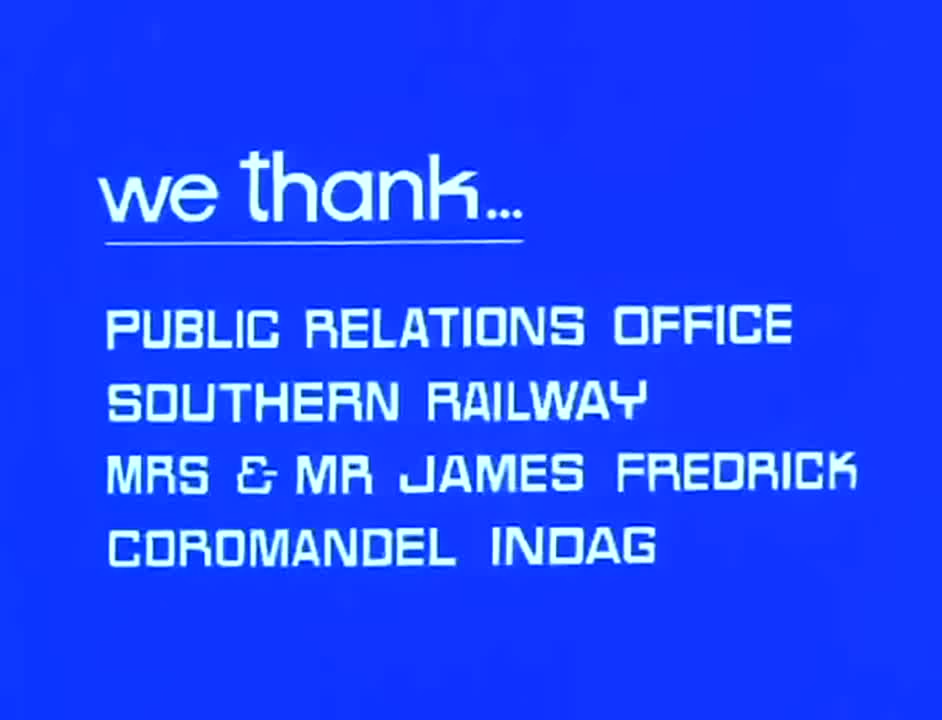 we thank...
PUBLIC RELATIONS OFFICE
SOUTHERN RAILWAY
MRS & MR JAMES FREDRICK
COROMANDEL INDAG